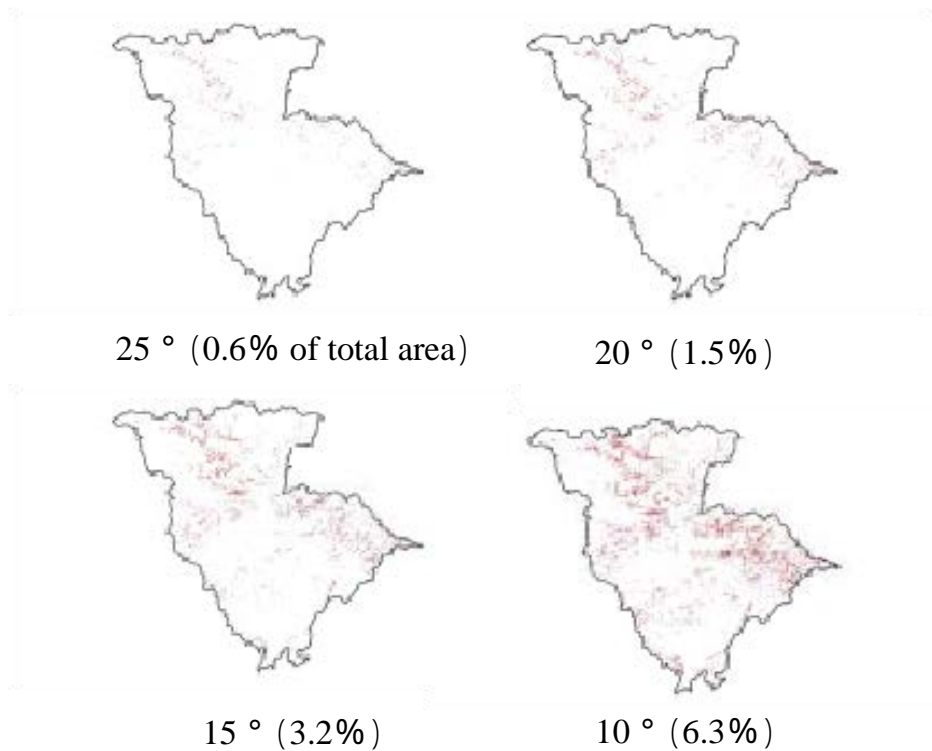 25 ° (0.6% of total area)
20 ° (1.5%)
15 ° (3.2%)
10 ° (6.3%)